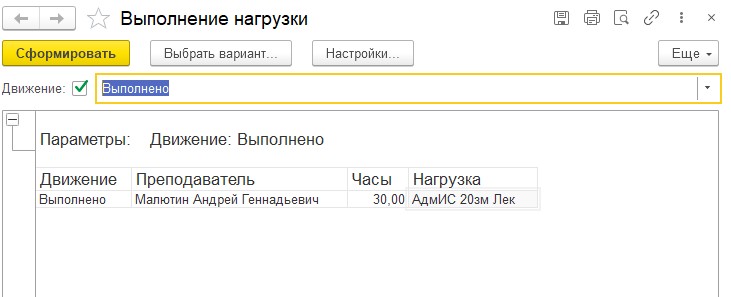 Выполнение нагрузки
Сформировать Выбрать вариант... Настройки... Еще
Движение: Выполнено
Параметры: Движение: Выполнено
Движение Преподаватель Часы Нагрузка
Выполнено Малютин Андрей Геннадьевич 30,00 АдмИС 20зм Лек